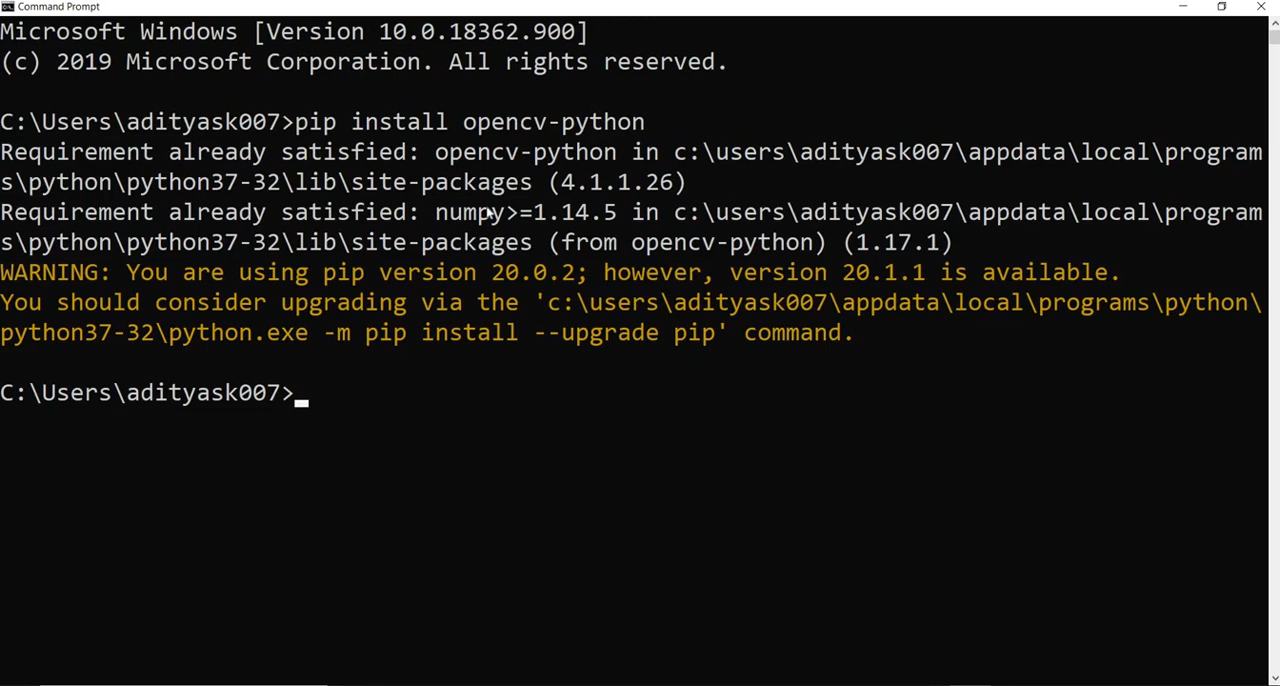 Command Prompt
Microsoft Windows [Version 10.0.18362.900]
(c) 2019 Microsoft Corporation. All rights reserved.
C:\Users\adityask007>pip install opencv-python
Requirement already satisfied: opencv-python in c:\users\adityask007\appdata\local\program
s\python\python37-32\lib\site-packages (4.1.1.26)
Requirement already satisfied: numpy>=1.14.5 in c:\users\adityask007\appdata\local\program
s\python\python37-32\lib\site-packages (from opencv-python) (1.17.1)
WARNING: You are using pip version 20.0.2; however, version 20.1.1 is available.
You should consider upgrading via the 'c:\users\adityask007\appdata\local\programs\python\
python37-32\python.exe -m pip install --upgrade pip' command.
C:\Users\adityask007>